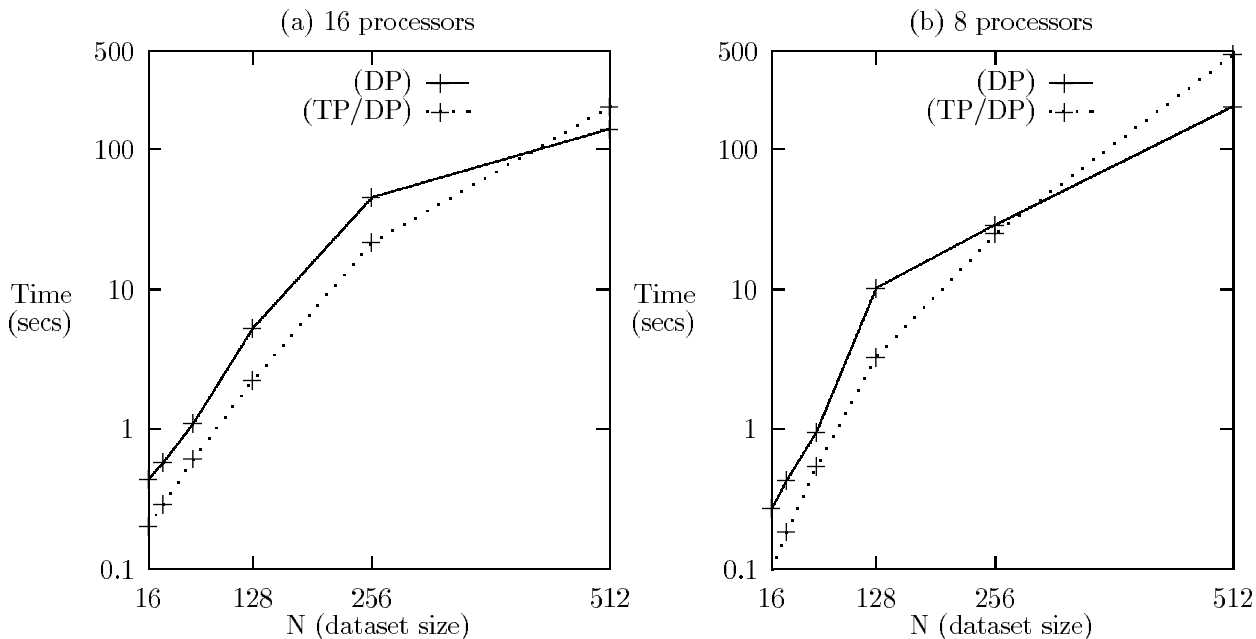 (a) 16 processors
500
100
10
1
0.1
Time
(secs)
(DP)
(TP/DP)
16
128
256
512
N (dataset size)
(b) 8 processors
500
100
10
1
0.1
Time
(secs)
(DP)
(TP/DP)
16
128
256
512
N (dataset size)